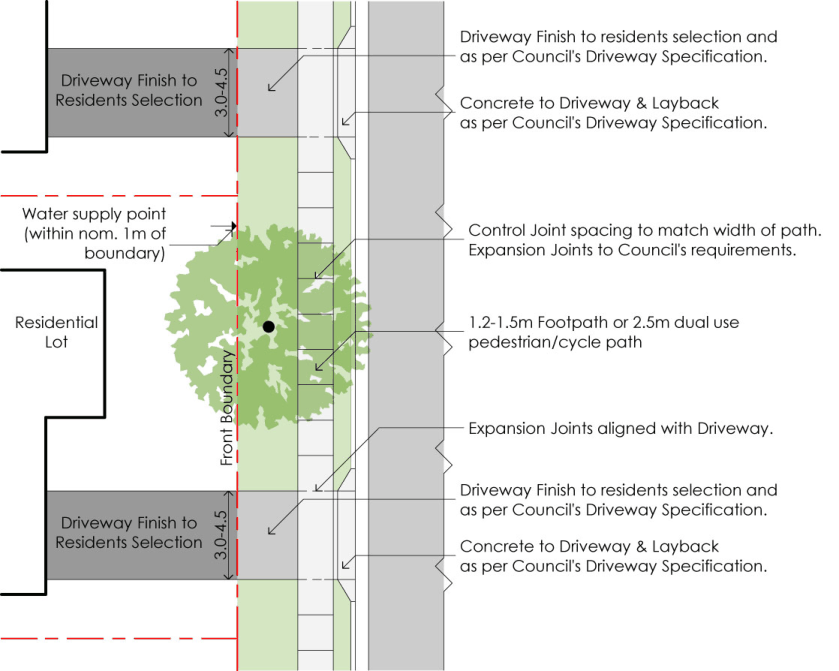 Driveway Finish to residents selection and
as per Council's Driveway Specification.
Driveway Finish to
Residents Selection
3.0-4.5
Concrete to Driveway & Layback
as per Council's Driveway Specification.
Water supply point
(within nom. 1m of
boundary)
Control Joint spacing to match width of path.
Expansion Joints to Council's requirements.
Residential
Lot
1.2-1.5m Footpath or 2.5m dual use
pedestrian/cycle path
Front Boundary
Expansion Joints aligned with Driveway.
Driveway Finish to residents selection and
as per Council's Driveway Specification.
Driveway Finish to
Residents Selection
3.0-4.5
Concrete to Driveway & Layback
as per Council's Driveway Specification.